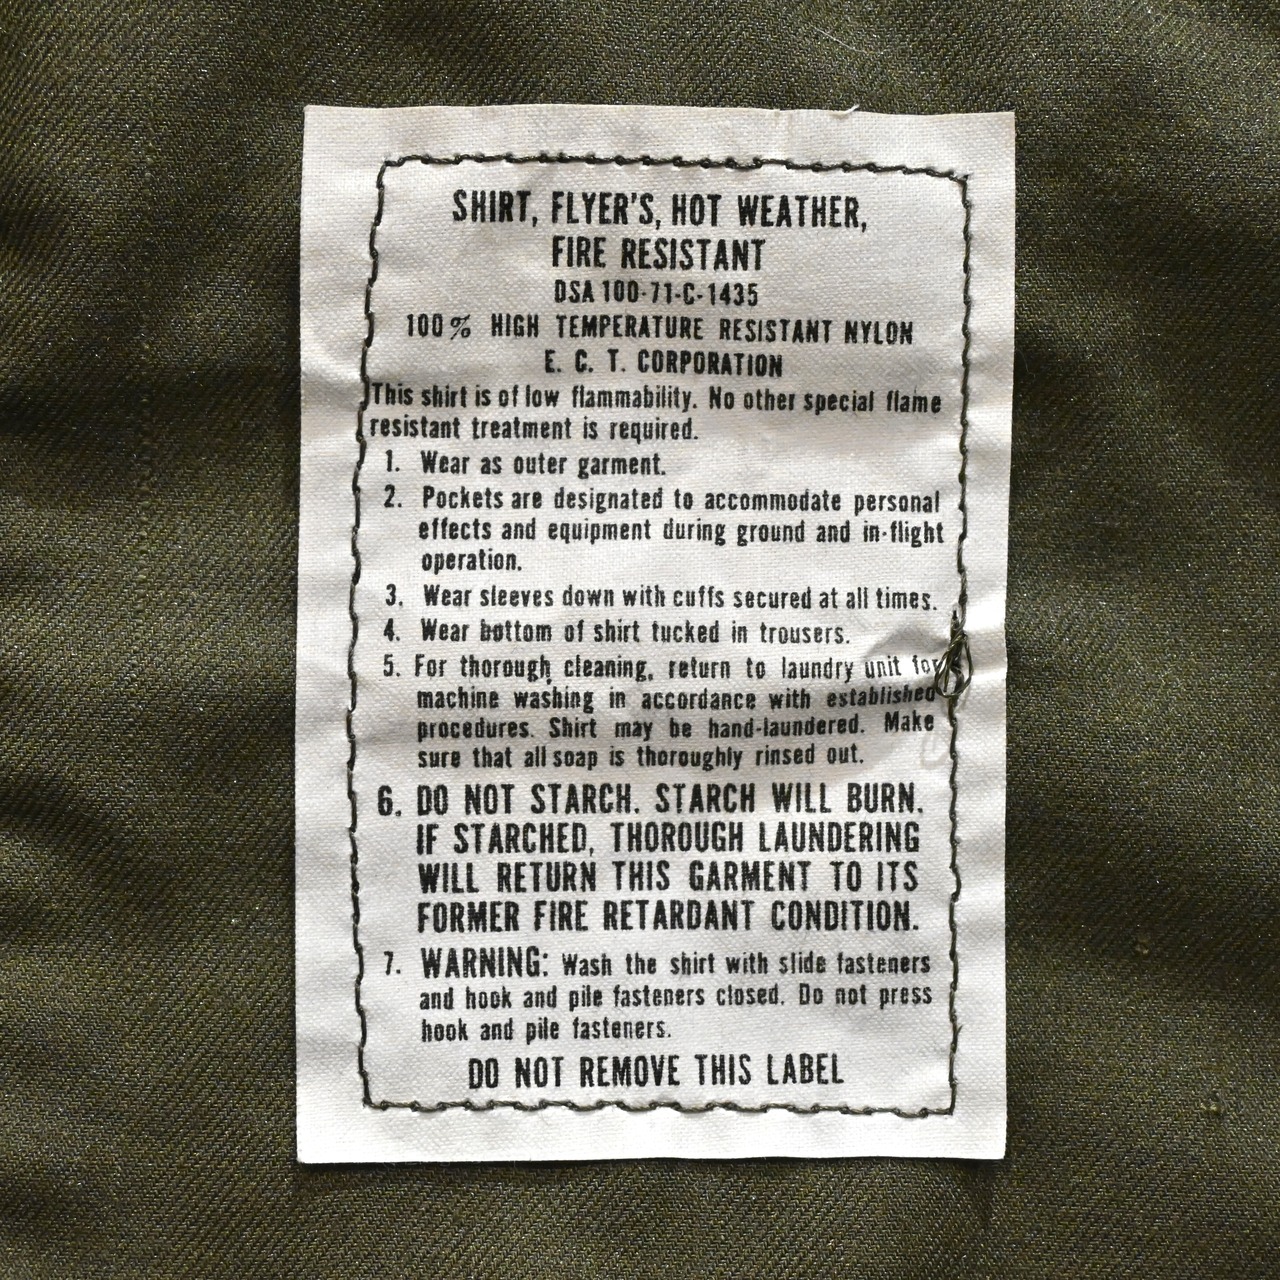 SHIRT, FLYER'S, HOT WEATHER,
FIRE RESISTANT
DSA 100-71-C-1435
100% HIGH TEMPERATURE RESISTANT NYLON
E. C. T. CORPORATION
This shirt is of low flammability. No other special flame
resistant treatment is required.
1. Wear as outer garment.
2. Pockets are designated to accommodate personal
effects and equipment during ground and in-flight
operation.
3. Wear sleeves down with cuffs secured at all times.
4. Wear bottom of shirt tucked in trousers.
5. For thorough cleaning, return to laundry unit for
machine washing in accordance with established
procedures. Shirt may be hand-laundered. Make
sure that all soap is thoroughly rinsed out.
6. DO NOT STARCH. STARCH WILL BURN.
IF STARCHED, THOROUGH LAUNDERING
WILL RETURN THIS GARMENT TO ITS
FORMER FIRE RETARDANT CONDITION.
7. WARNING: Wash the shirt with slide fasteners
and hook and pile fasteners closed. Do not press
hook and pile fasteners.
DO NOT REMOVE THIS LABEL